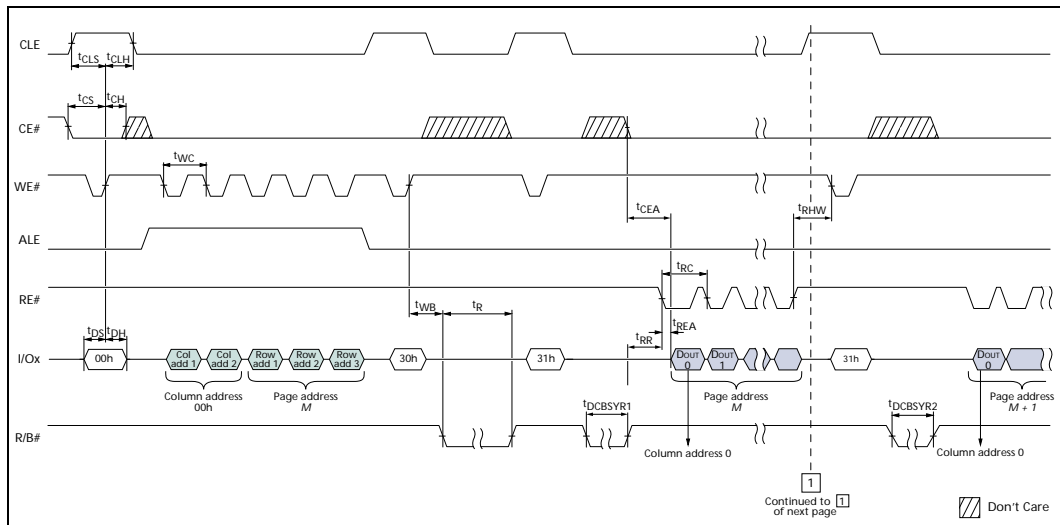 CLE
tCLS tCLH
tCS tCH
CE#
tWC
WE#
tCEA
tRHW
ALE
tRC
RE#
tWB tR
tREA
tDS tDH
tRR
I/Ox
00h
Col add 1
Col add 2
Row add 1
Row add 2
Row add 3
30h
31h
DOUT 0
DOUT 1
31h
DOUT 0
Column address
00h
Page address
M
Page address
M
Page address
M + 1
tDCBSYR1
tDCBSYR2
R/B#
Column address 0
Column address 0
1
Continued to 1
of next page
Don't Care